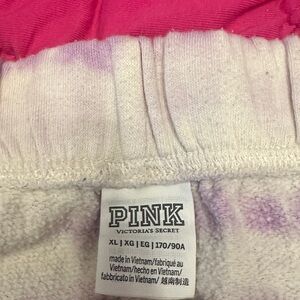 PINK
VICTORIA'S SECRET
XL | XG | EG | 170/90A
made in Vietnam/fabriqué au
Vietnam/hecho en Vietnam/
fabbricato in Vietnam/ 越南制造